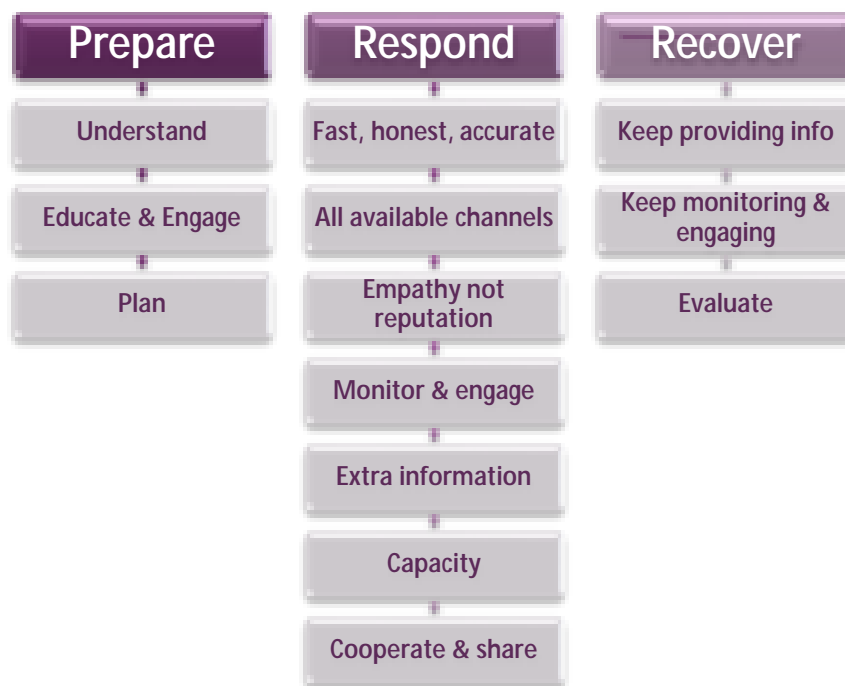 Prepare
Understand
Educate & Engage
Plan
Respond
Fast, honest, accurate
All available channels
Empathy not
reputation
Monitor & engage
Extra information
Capacity
Cooperate & share
Recover
Keep providing info
Keep monitoring &
engaging
Evaluate